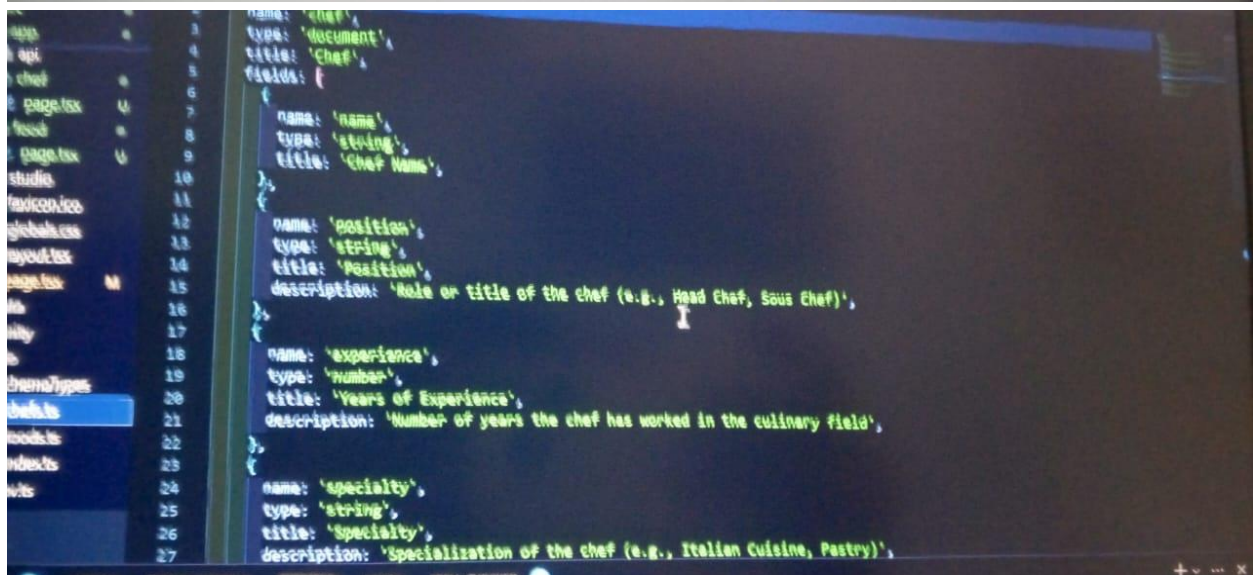 name: 'chef',
3 type: 'document',
4 title: 'Chef',
5 fields: [
6 {
7 name: 'name',
8 type: 'string',
9 title: 'Chef Name',
10 },
11 {
12 name: 'position',
13 type: 'string',
14 title: 'Position',
15 description: 'Role or title of the chef (e.g., Head Chef, Sous Chef)',
16 },
17 {
18 name: 'experience',
19 type: 'number',
20 title: 'Years of Experience',
21 description: 'Number of years the chef has worked in the culinary field',
22 },
23 {
24 name: 'specialty',
25 type: 'string',
26 title: 'Specialty',
27 description: 'Specialization of the chef (e.g., Italian Cuisine, Pastry)',
app
api
chef
page.tsx U
food
page.tsx U
studio
favicon.ico
globals.css
layout.tsx
page.tsx M
chefs.ts
foods.ts
index.ts